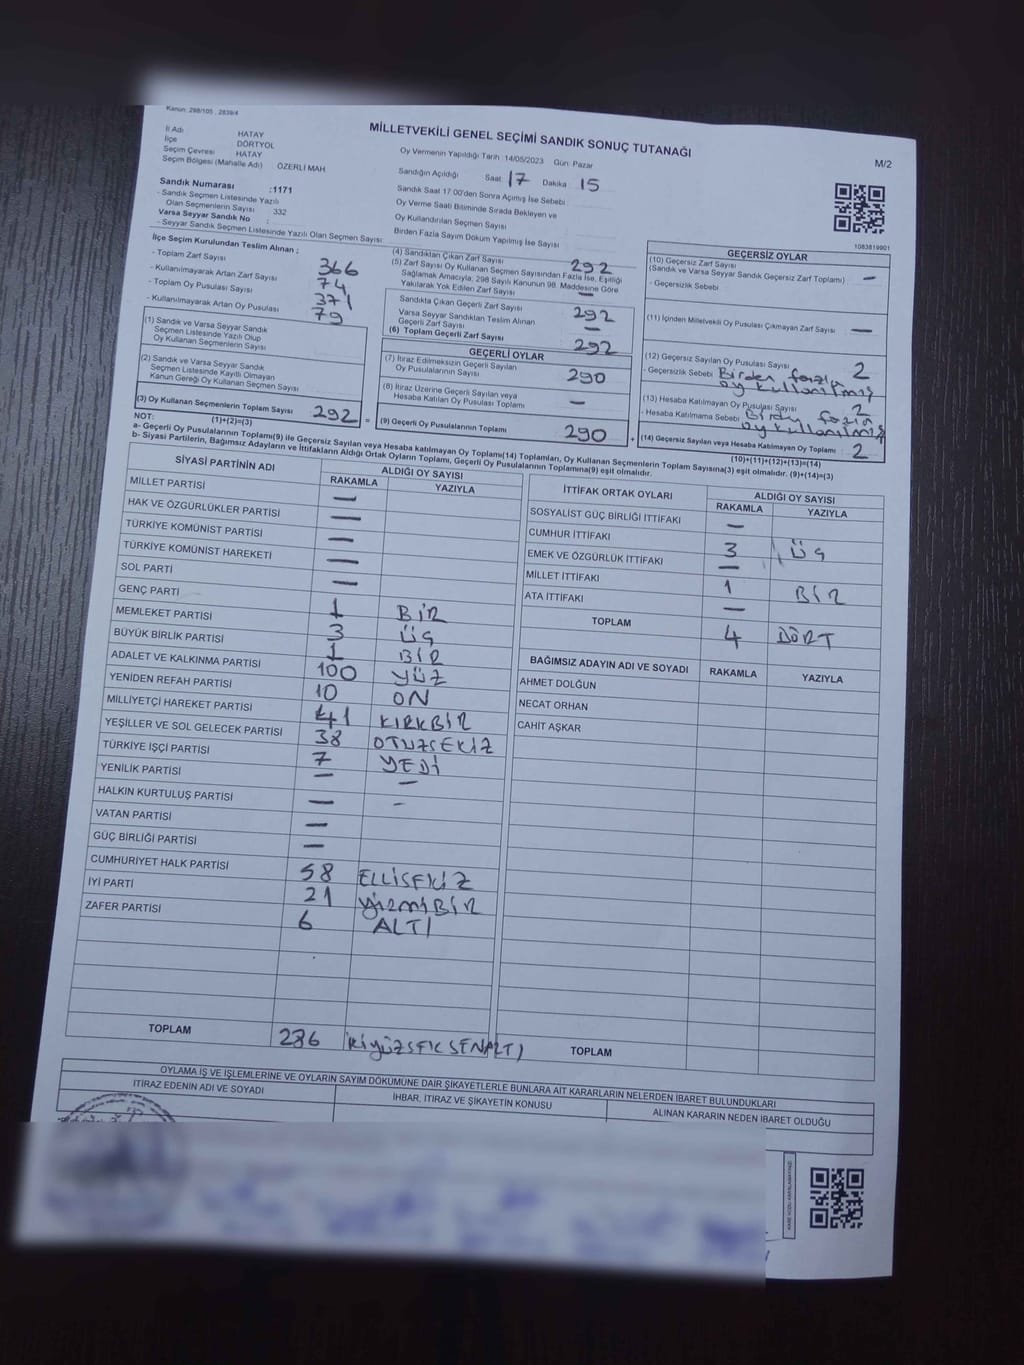 Kanun: 298/105 , 2839/4
MİLLETVEKİLİ GENEL SEÇİMİ SANDIK SONUÇ TUTANAĞI
M/2
İl Adı HATAY
İlçe DÖRTYOL
Seçim Çevresi HATAY
Seçim Bölgesi (Mahalle Adı) ÖZERLİ MAH
Sandık Numarası :1171
- Sandık Seçmen Listesinde Yazılı
Olan Seçmenlerin Sayısı 332
Varsa Seyyar Sandık No :
- Seyyar Sandık Seçmen Listesinde Yazılı Olan Seçmen Sayısı
Oy Vermenin Yapıldığı Tarih 14/05/2023 Gün: Pazar
Sandığın Açıldığı Saat 17 Dakika 15
Sandık Saat 17 00'den Sonra Açılmış İse Sebebi
Oy Verme Saati Bitiminde Sırada Bekleyen ve
Oy Kullandırılan Seçmen Sayısı
Birden Fazla Sayım Döküm Yapılmış İse Sayısı
1083819901
İlçe Seçim Kurulundan Teslim Alınan :
- Toplam Zarf Sayısı 366
- Kullanılmayarak Artan Zarf Sayısı 74
- Toplam Oy Pusulası Sayısı 371
- Kullanılmayarak Artan Oy Pusulası 79
(1) Sandık ve Varsa Seyyar Sandık
Seçmen Listesinde Yazılı Olup
Oy Kullanan Seçmenlerin Sayısı
(2) Sandık ve Varsa Seyyar Sandık
Seçmen Listesinde Kayıtlı Olmayan
Kanun Gereği Oy Kullanan Seçmen Sayısı
(3) Oy Kullanan Seçmenlerin Toplam Sayısı 292 =
(1)+(2)=(3)
(4) Sandıktan Çıkan Zarf Sayısı 292
(5) Zarf Sayısı Oy Kullanan Seçmen Sayısından Fazla İse, Eşitliği
Sağlamak Amacıyla; 298 Sayılı Kanunun 98. Maddesine Göre
Yakılarak Yok Edilen Zarf Sayısı —
Sandıkta Çıkan Geçerli Zarf Sayısı 292
Varsa Seyyar Sandıktan Teslim Alınan
Geçerli Zarf Sayısı —
(6) Toplam Geçerli Zarf Sayısı 292
GEÇERLİ OYLAR
(7) İtiraz Edilmeksizin Geçerli Sayılan
Oy Pusulalarının Sayısı 290
(8) İtiraz Üzerine Geçerli Sayılan veya
Hesaba Katılan Oy Pusulası Toplamı —
(9) Geçerli Oy Pusulalarının Toplamı 290 +
GEÇERSİZ OYLAR
(10) Geçersiz Zarf Sayısı
(Sandık ve Varsa Seyyar Sandık Geçersiz Zarf Toplamı) —
- Geçersizlik Sebebi
(11) İçinden Milletvekili Oy Pusulası Çıkmayan Zarf Sayısı —
(12) Geçersiz Sayılan Oy Pusulası Sayısı 2
- Geçersizlik Sebebi Birden fazla
oy kullanılmış
(13) Hesaba Katılmayan Oy Pusulası Sayısı 2
- Hesaba Katılmama Sebebi Birden fazla
oy kullanılmış
(14) Geçersiz Sayılan veya Hesaba Katılmayan Oy Toplamı 2
(10)+(11)+(12)+(13)=(14)
NOT:
a- Geçerli Oy Pusulalarının Toplamı(9) ile Geçersiz Sayılan veya Hesaba katılmayan Oy Toplamı(14) Toplamları, Oy Kullanan Seçmenlerin Toplam Sayısına(3) eşit olmalıdır. (9)+(14)=(3)
b- Siyasi Partilerin, Bağımsız Adayların ve İttifakların Aldığı Ortak Oyların Toplamı, Geçerli Oy Pusulalarının Toplamına(9) eşit olmalıdır.
SİYASİ PARTİNİN ADI ALDIĞI OY SAYISI
RAKAMLA YAZIYLA
MİLLET PARTİSİ —
HAK VE ÖZGÜRLÜKLER PARTİSİ —
TÜRKİYE KOMÜNİST PARTİSİ —
TÜRKİYE KOMÜNİST HAREKETİ —
SOL PARTİ —
GENÇ PARTİ 1 BİR
MEMLEKET PARTİSİ 3 ÜÇ
BÜYÜK BİRLİK PARTİSİ 1 BİR
ADALET VE KALKINMA PARTİSİ 100 YÜZ
YENİDEN REFAH PARTİSİ 10 ON
MİLLİYETÇİ HAREKET PARTİSİ 41 KIRKBİR
YEŞİLLER VE SOL GELECEK PARTİSİ 38 OTUZSEKİZ
TÜRKİYE İŞÇİ PARTİSİ 7 YEDİ
YENİLİK PARTİSİ — —
HALKIN KURTULUŞ PARTİSİ — -
VATAN PARTİSİ —
GÜÇ BİRLİĞİ PARTİSİ —
CUMHURİYET HALK PARTİSİ 58 ELLİSEKİZ
İYİ PARTİ 21 YİRMİBİR
ZAFER PARTİSİ 6 ALTI
TOPLAM 286 İKİYÜZSEKSENALTI
İTTİFAK ORTAK OYLARI ALDIĞI OY SAYISI
RAKAMLA YAZIYLA
SOSYALİST GÜÇ BİRLİĞİ İTTİFAKI —
CUMHUR İTTİFAKI 3 ÜÇ
EMEK VE ÖZGÜRLÜK İTTİFAKI —
MİLLET İTTİFAKI 1 BİR
ATA İTTİFAKI —
TOPLAM 4 DÖRT
BAĞIMSIZ ADAYIN ADI VE SOYADI RAKAMLA YAZIYLA
AHMET DOLĞUN
NECAT ORHAN
CAHİT AŞKAR
TOPLAM
OYLAMA İŞ VE İŞLEMLERİNE VE OYLARIN SAYIM DÖKÜMÜNE DAİR ŞİKAYETLERLE BUNLARA AİT KARARLARIN NELERDEN İBARET BULUNDUKLARI
İTİRAZ EDENİN ADI VE SOYADI İHBAR, İTİRAZ VE ŞİKAYETİN KONUSU ALINAN KARARIN NEDEN İBARET OLDUĞU